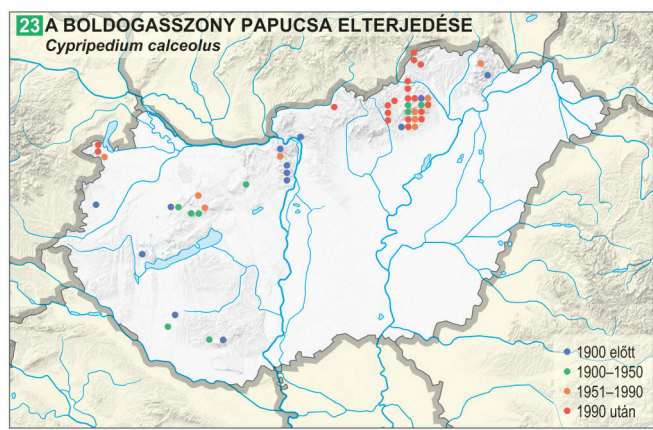 23 A BOLDOGASSZONY PAPUCSA ELTERJEDÉSE
Cypripedium calceolus
1900 előtt
1900–1950
1951–1990
1990 után